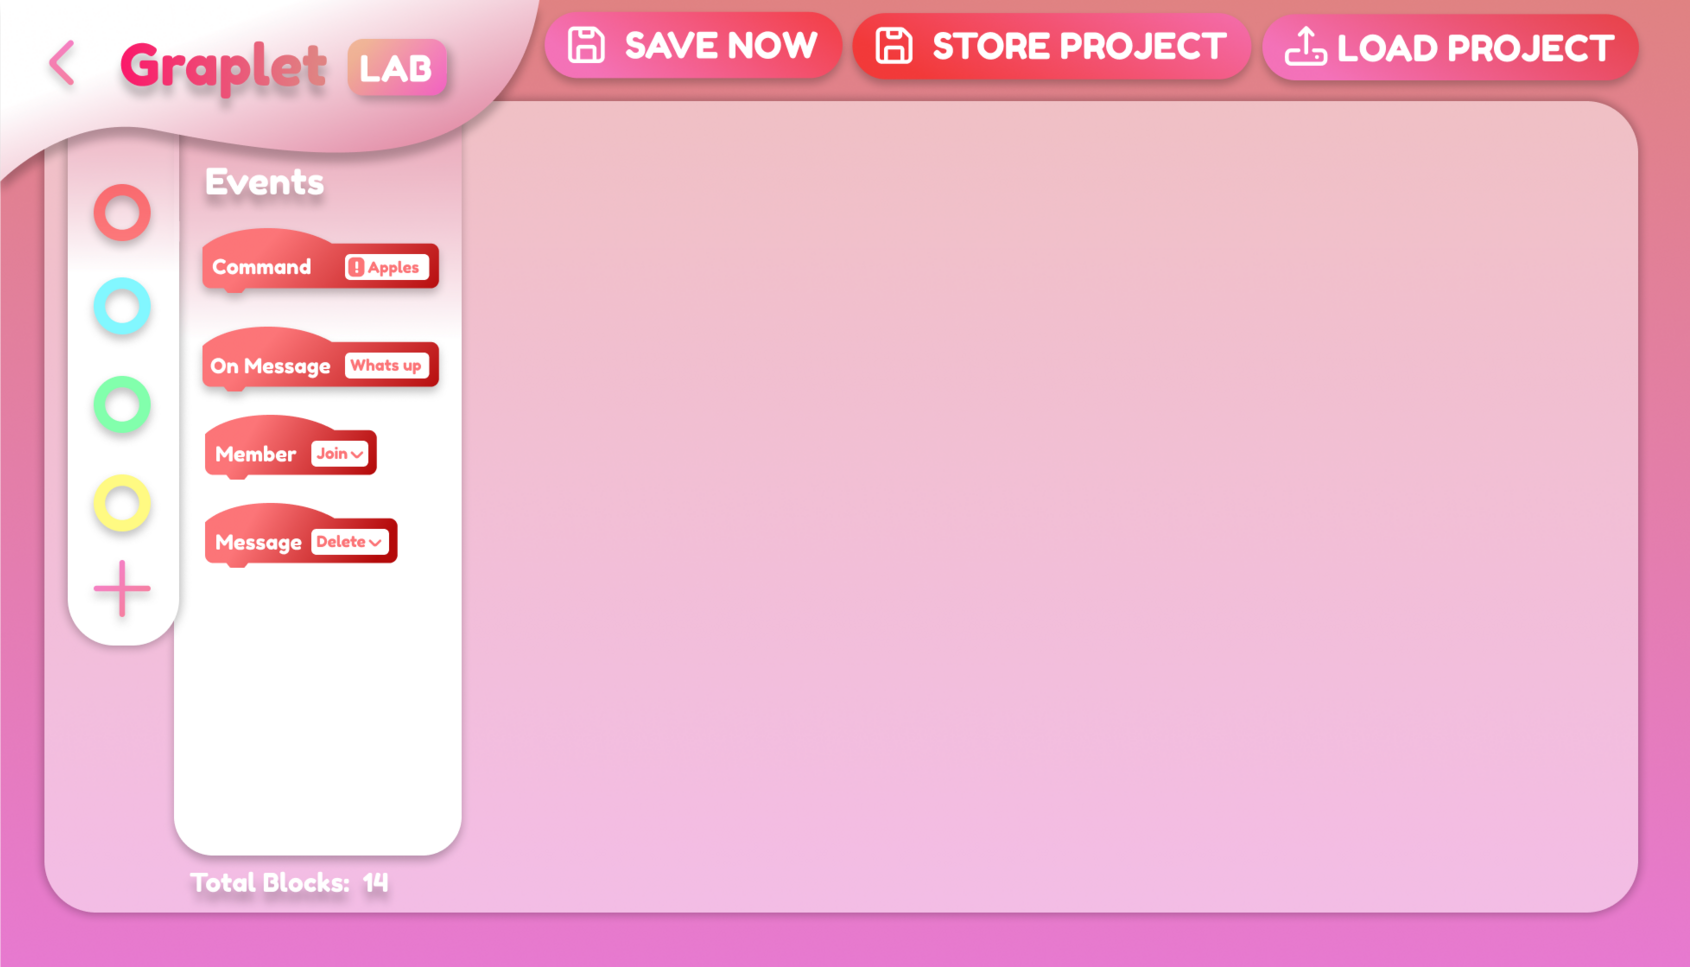 Graplet LAB
SAVE NOW
STORE PROJECT
LOAD PROJECT
Events
Command ! Apples
On Message Whats up
Member Join
Message Delete
Total Blocks: 14